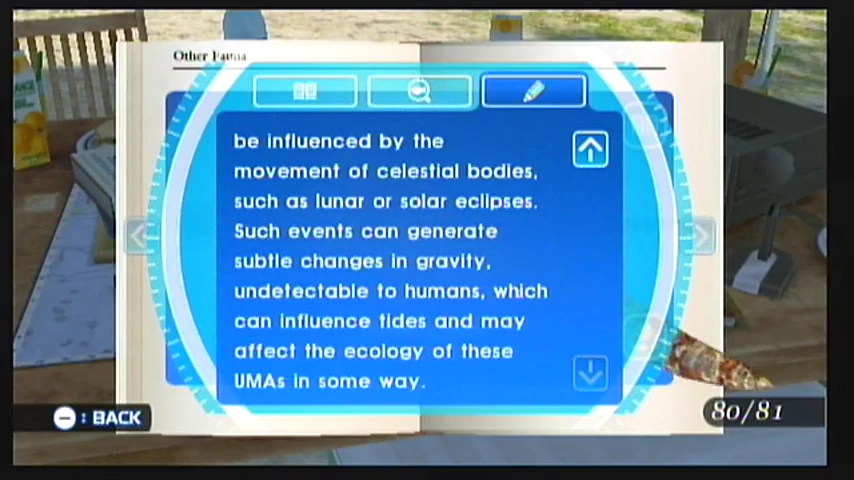 Other Fauna
be influenced by the
movement of celestial bodies,
such as lunar or solar eclipses.
Such events can generate
subtle changes in gravity,
undetectable to humans, which
can influence tides and may
affect the ecology of these
UMAs in some way.
- : BACK
80/81